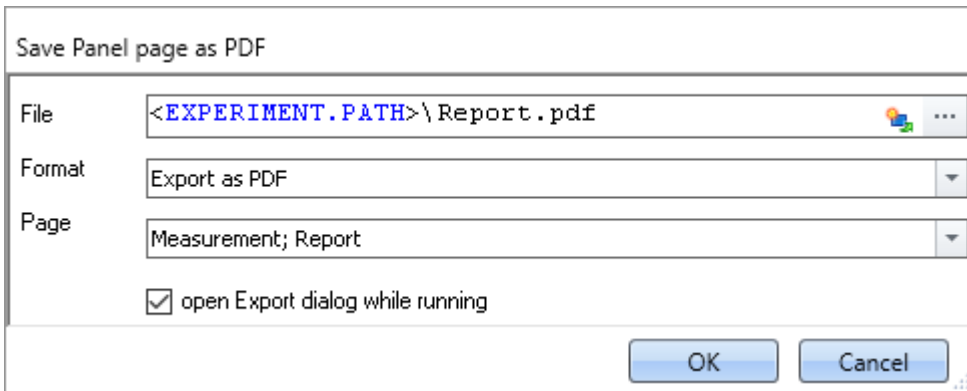 Save Panel page as PDF
File <EXPERIMENT.PATH>\Report.pdf ...
Format Export as PDF
Page Measurement; Report
open Export dialog while running
OK Cancel